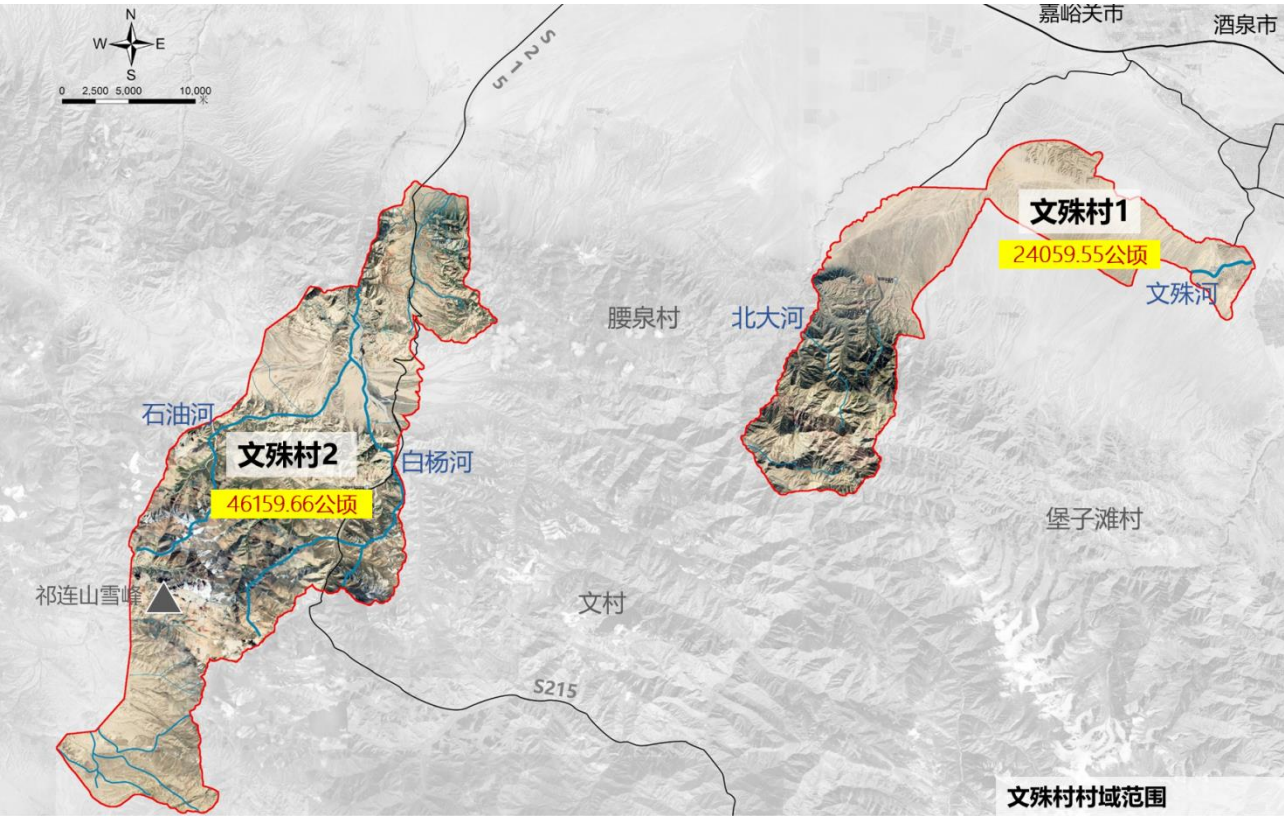 嘉峪关市
酒泉市
N
W E
S
0 2,500 5,000 10,000
米
S215
文殊村1
24059.55公顷
文殊河
腰泉村
北大河
石油河
文殊村2
白杨河
46159.66公顷
堡子滩村
祁连山雪峰
文村
S215
文殊村村域范围